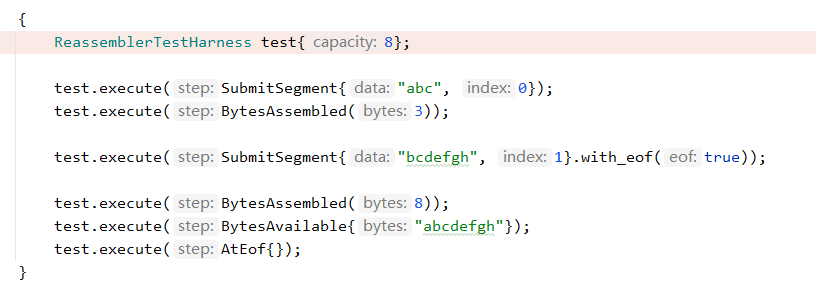 {
ReassemblerTestHarness test{ capacity: 8};
test.execute( step: SubmitSegment{ data: "abc", index: 0});
test.execute( step: BytesAssembled( bytes: 3));
test.execute( step: SubmitSegment{ data: "bcdefgh", index: 1}.with_eof( eof: true));
test.execute( step: BytesAssembled( bytes: 8));
test.execute( step: BytesAvailable{ bytes: "abcdefgh"});
test.execute( step: AtEof{});
}